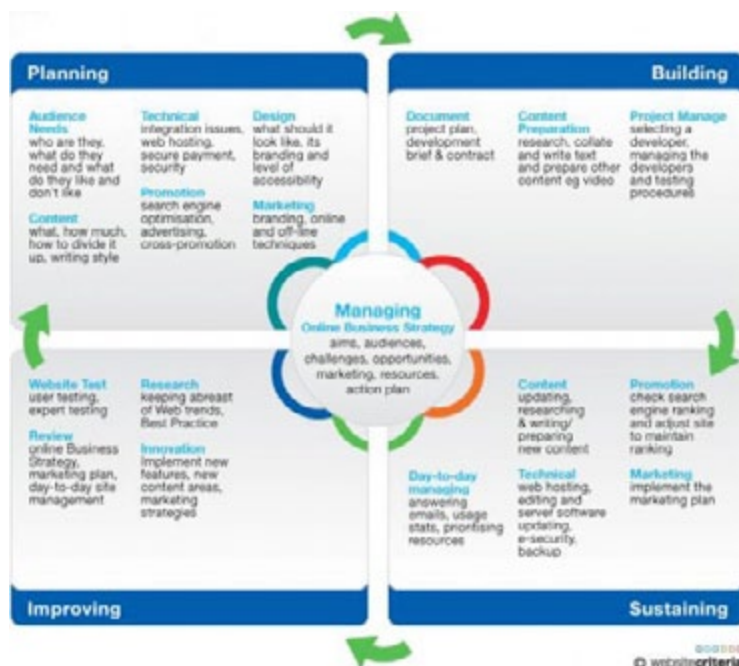 Planning
Audience
Needs
who are they,
what do they
need and what
do they like and
don't like
Content
what, how much,
how to divide it
up, writing style
Technical
integration issues,
web hosting,
secure payment,
security
Promotion
search engine
optimisation,
advertising,
cross-promotion
Design
what should it
look like, its
branding and
level of
accessibility
Marketing
branding, online
and off-line
techniques
Building
Document
project plan,
development
brief & contract
Content
Preparation
research, collate
and write text
and prepare other
content eg video
Project Manage
selecting a
developer,
managing the
developers
and testing
procedures
Managing
Online Business Strategy
aims, audiences,
challenges, opportunities,
marketing, resources,
action plan
Website Test
user testing,
expert testing
Review
online Business
Strategy,
marketing plan,
day-to-day site
management
Research
keeping abreast
of Web trends,
Best Practice
Innovation
Implement new
features, new
content areas,
marketing
strategies
Improving
Day-to-day
managing
answering
emails, usage
stats, prioritising
resources
Content
updating,
researching
& writing/
preparing
new content
Technical
web hosting,
editing and
server software
updating,
e-security,
backup
Promotion
check search
engine ranking
and adjust site
to maintain
ranking
Marketing
implement the
marketing plan
Sustaining
© websitecriteri